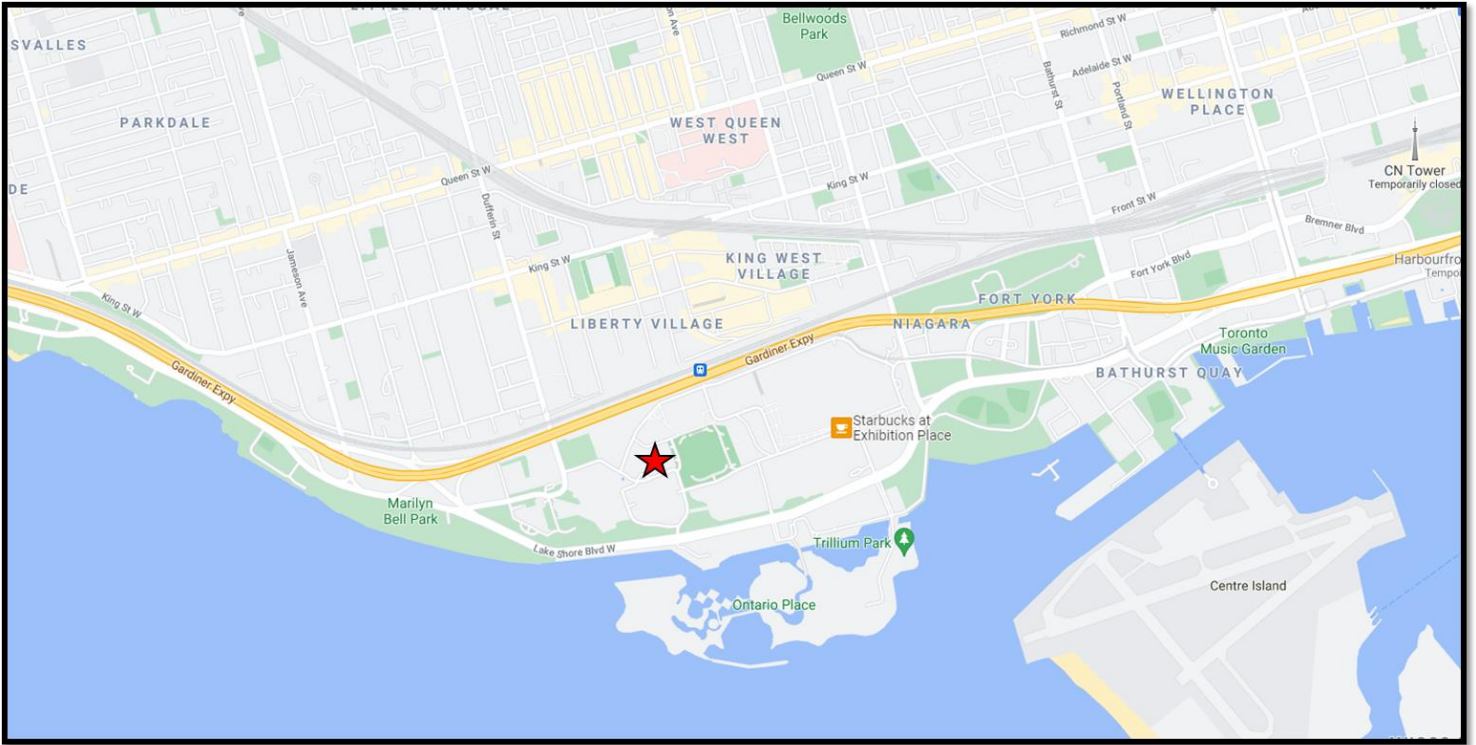 Bellwoods
Park
Richmond St W
SVALLES
Queen St W
Adelaide St W
Bathurst St
Portland St
WELLINGTON
PLACE
PARKDALE
WEST QUEEN
WEST
CN Tower
Temporarily closed
Queen St W
King St W
DE
Dufferin St
Front St W
Bremner Blvd
Jameson Ave
King St W
KING WEST
VILLAGE
Fort York Blvd
Harbourfro
Tempo
King St W
FORT YORK
LIBERTY VILLAGE
NIAGARA
Toronto
Music Garden
Gardiner Expy
Gardiner Expy
BATHURST QUAY
Starbucks at
Exhibition Place
Marilyn
Bell Park
Lake Shore Blvd W
Trillium Park
Centre Island
Ontario Place